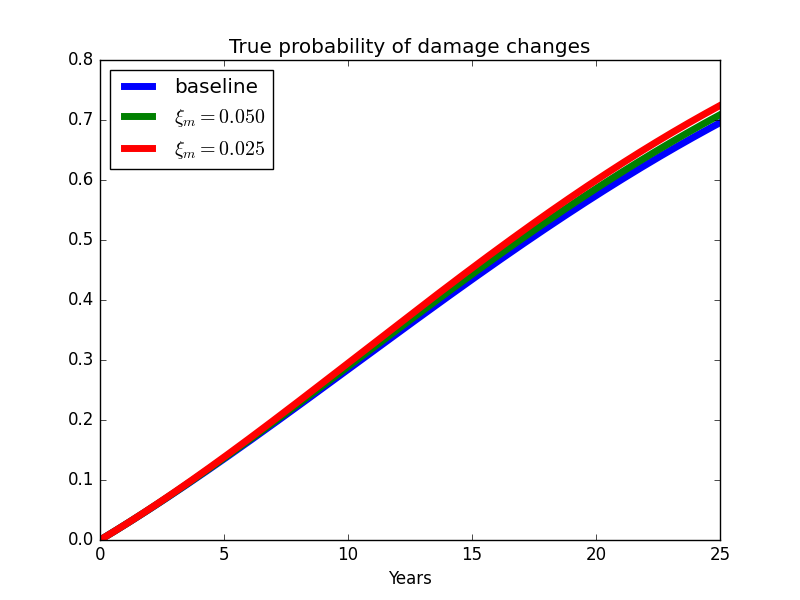 True probability of damage changes
baseline
ξₘ = 0.050
ξₘ = 0.025
0.8
0.7
0.6
0.5
0.4
0.3
0.2
0.1
0.0
0 5 10 15 20 25
Years